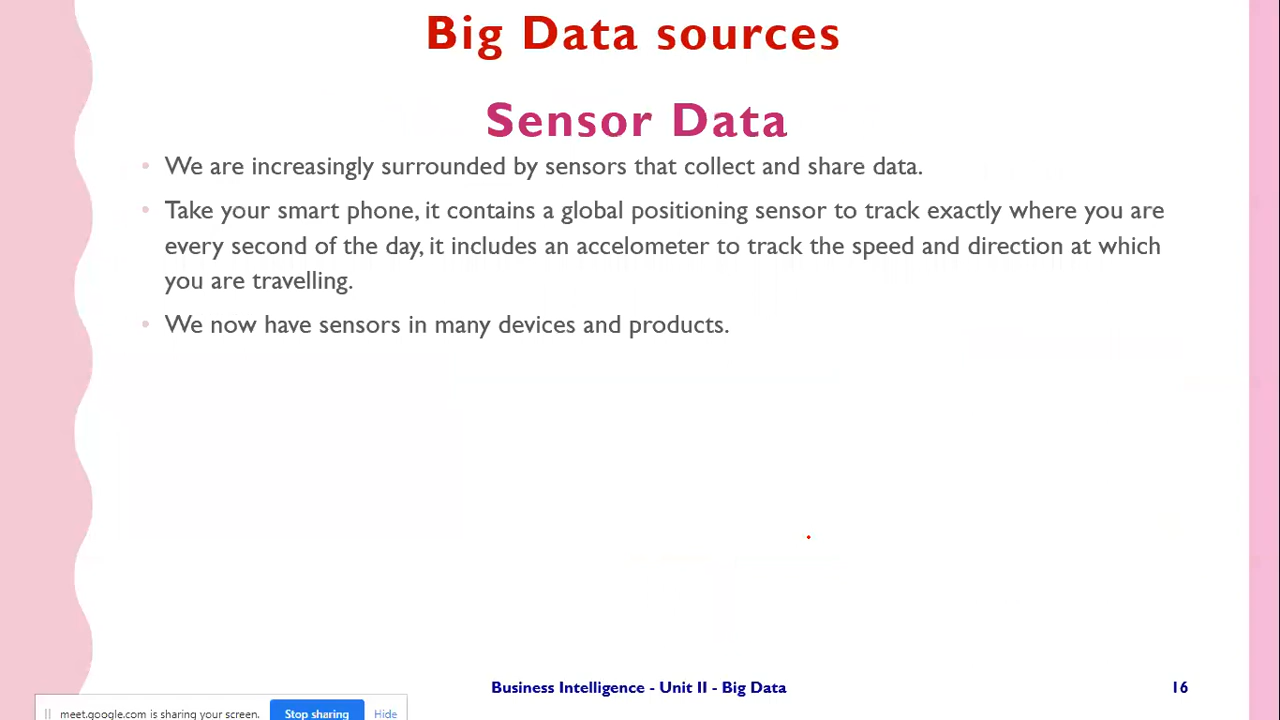 Big Data sources
Sensor Data
• We are increasingly surrounded by sensors that collect and share data.
• Take your smart phone, it contains a global positioning sensor to track exactly where you are
every second of the day, it includes an accelometer to track the speed and direction at which
you are travelling.
• We now have sensors in many devices and products.
Business Intelligence - Unit II - Big Data
16
meet.google.com is sharing your screen.
Stop sharing
Hide